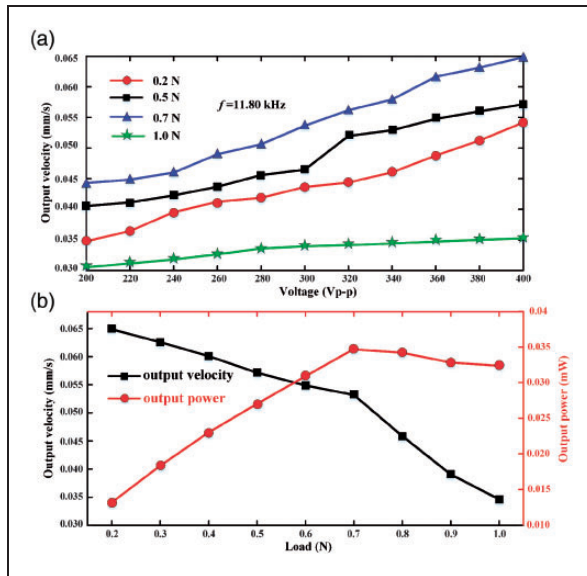 (a)
0.065
0.060
0.055
0.050
0.045
0.040
0.035
0.030
Output velocity (mm/s)
0.2 N
0.5 N
0.7 N
1.0 N
f=11.80 kHz
200 220 240 260 280 300 320 340 360 380 400
Voltage (Vp-p)
(b)
0.065
0.060
0.055
0.050
0.045
0.040
0.035
0.030
Output velocity (mm/s)
output velocity
output power
0.04
0.035
0.030
0.025
0.020
0.015
0.010
Output power (mW)
0.2 0.3 0.4 0.5 0.6 0.7 0.8 0.9 1.0
Load (N)